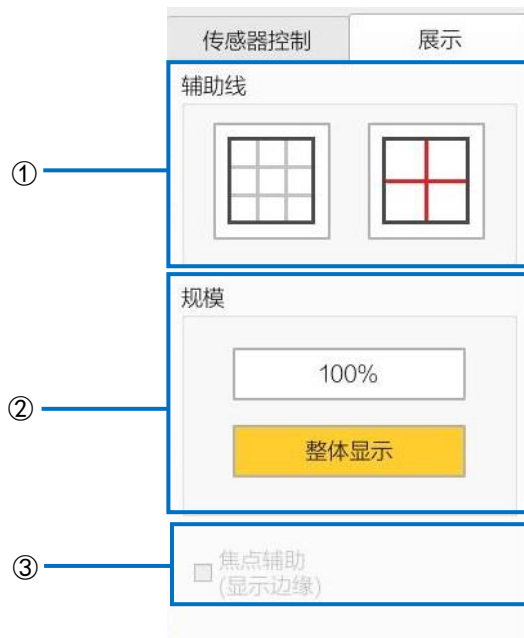 传感器控制 展示
辅助线
①
规模
100%
②
整体显示
③
焦点辅助
(显示边缘)